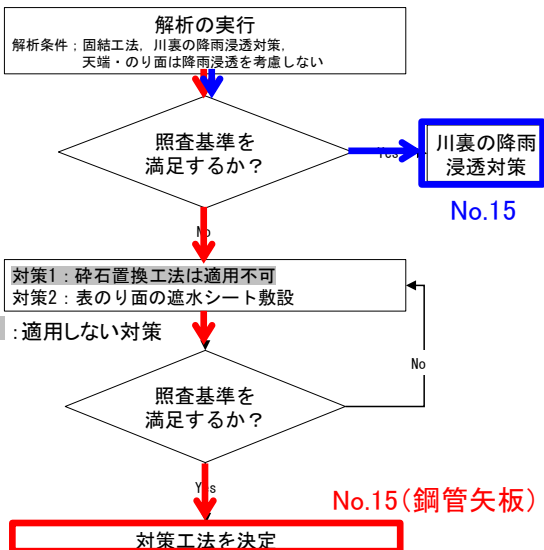 解析の実行
解析条件；固結工法，川裏の降雨浸透対策，
天端・のり面は降雨浸透を考慮しない
照査基準を
満足するか？
Yes
川裏の降雨
浸透対策
No.15
No
対策1：砕石置換工法は適用不可
対策2：表のり面の遮水シート敷設
：適用しない対策
No
照査基準を
満足するか？
Yes
No.15(鋼管矢板)
対策工法を決定